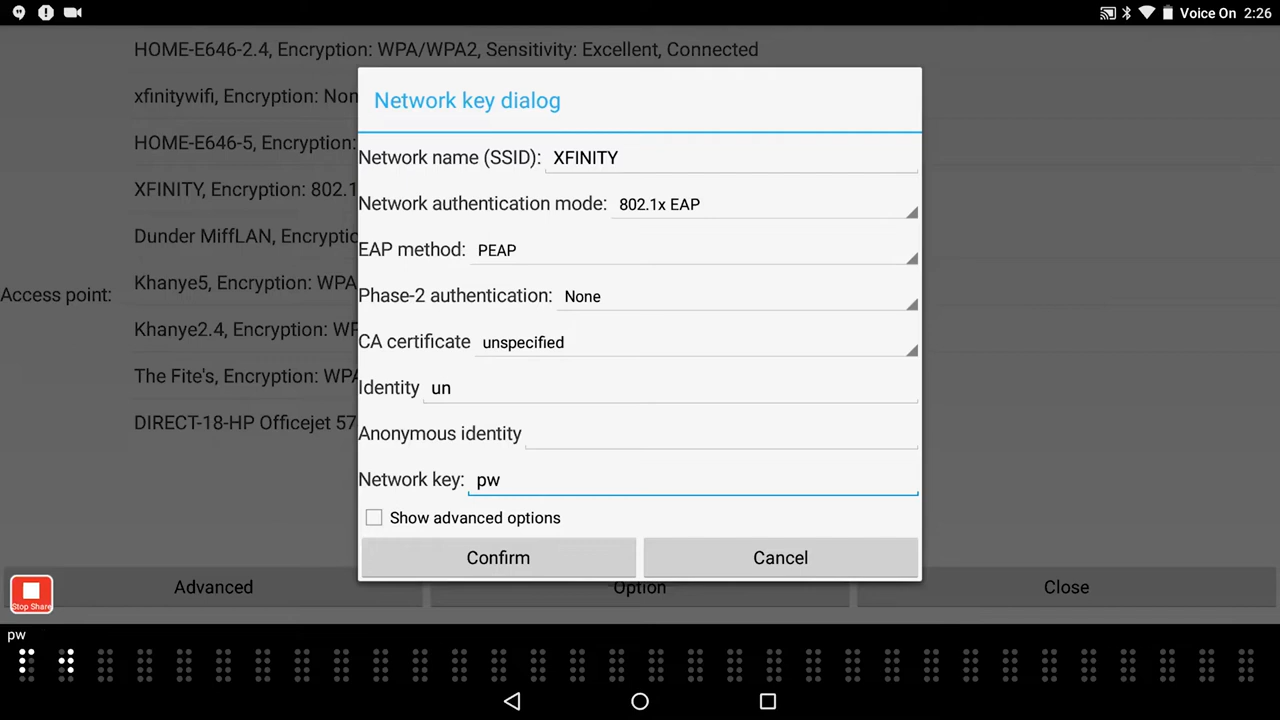 Voice On 2:26
HOME-E646-2.4, Encryption: WPA/WPA2, Sensitivity: Excellent, Connected
xfinitywifi, Encryption: Non
HOME-E646-5, Encryption:
XFINITY, Encryption: 802.1
Dunder MiffLAN, Encryptio
Access point:
Khanye5, Encryption: WPA
Khanye2.4, Encryption: WP
The Fite's, Encryption: WPA
DIRECT-18-HP Officejet 57
Network key dialog
Network name (SSID): XFINITY
Network authentication mode: 802.1x EAP
EAP method: PEAP
Phase-2 authentication: None
CA certificate unspecified
Identity un
Anonymous identity
Network key: pw
Show advanced options
Confirm Cancel
Advanced Option Close
Stop Share
pw